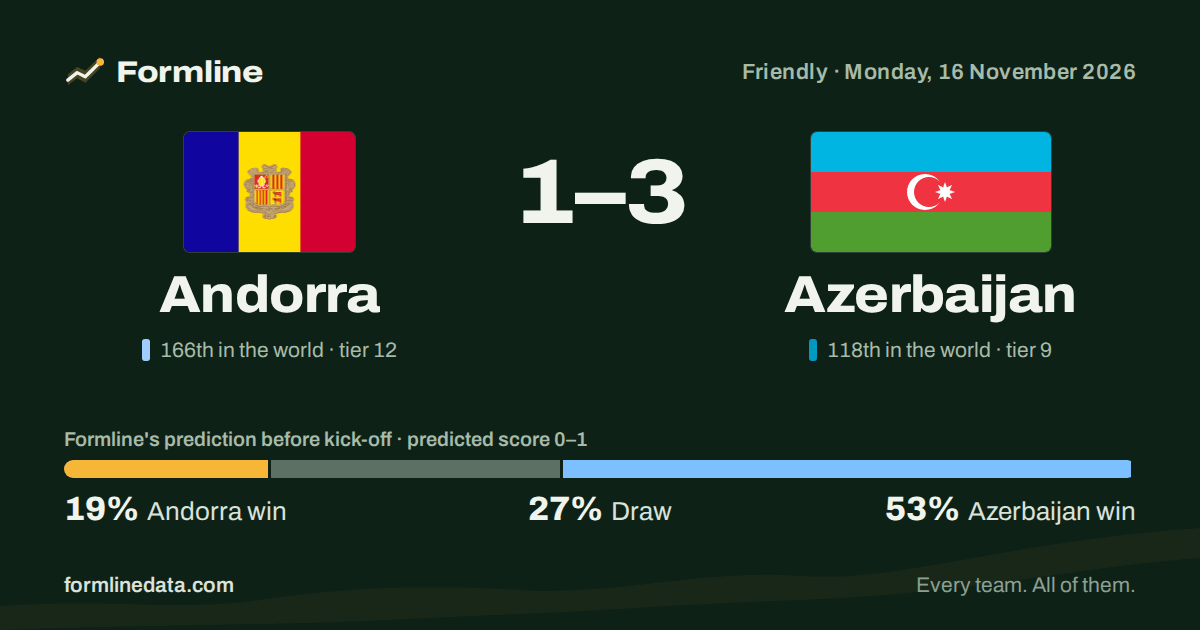 Formline
Friendly · Monday, 16 November 2026
1–3
Andorra
Azerbaijan
166th in the world · tier 12
118th in the world · tier 9
Formline's prediction before kick-off · predicted score 0–1
19% Andorra win
27% Draw
53% Azerbaijan win
formlinedata.com
Every team. All of them.